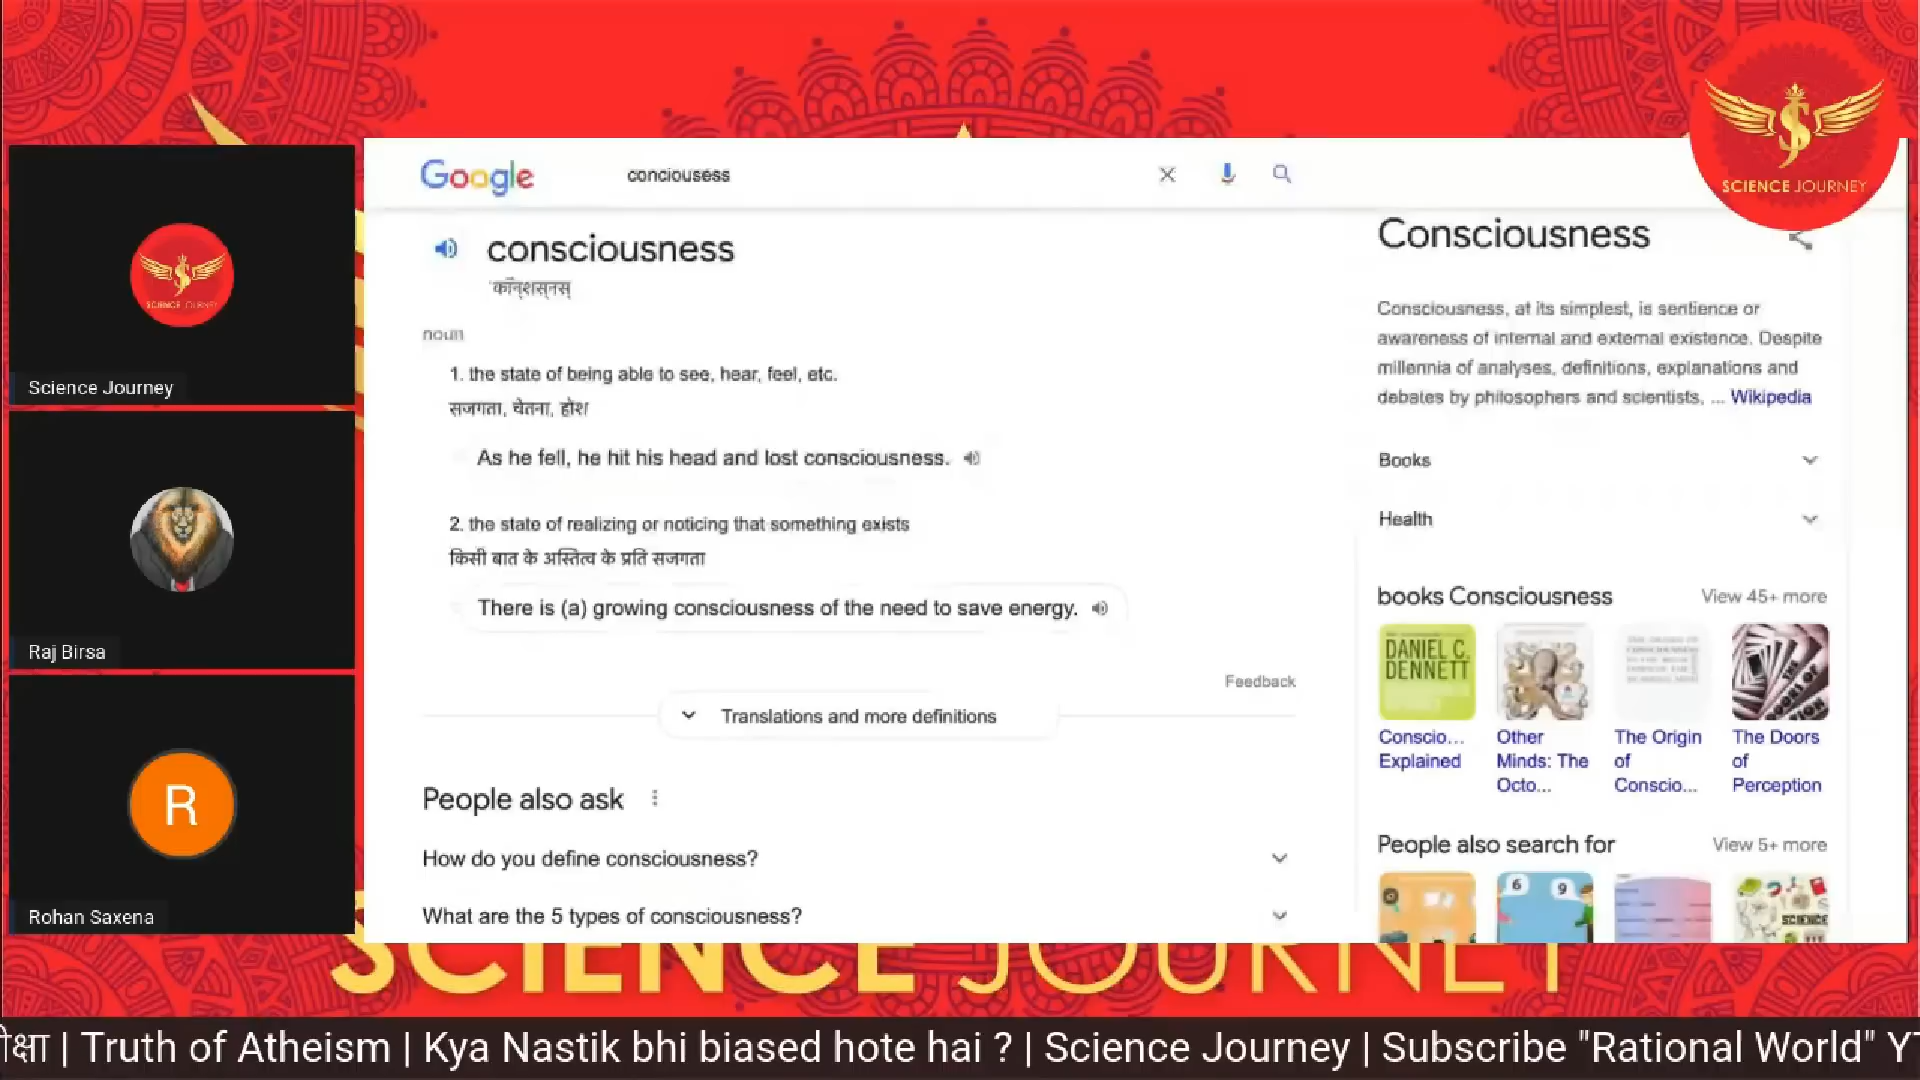 SCIENCE JOURNEY
Science Journey
Raj Birsa
R
Rohan Saxena
Google
conciousess
consciousness
ˈकॉन्‌शस्‌नस्‌
noun
1. the state of being able to see, hear, feel, etc.
सजगता, चेतना, होश
As he fell, he hit his head and lost consciousness.
2. the state of realizing or noticing that something exists
किसी बात के अस्तित्व के प्रति सजगता
There is (a) growing consciousness of the need to save energy.
Feedback
Translations and more definitions
People also ask
How do you define consciousness?
What are the 5 types of consciousness?
Consciousness
Consciousness, at its simplest, is sentience or
awareness of internal and external existence. Despite
millennia of analyses, definitions, explanations and
debates by philosophers and scientists, ... Wikipedia
Books
Health
books Consciousness
View 45+ more
DANIEL C.
DENNETT
Conscio...
Explained
Other
Minds: The
Octo...
The Origin
of
Conscio...
The Doors
of
Perception
People also search for
View 5+ more
6 9
SCIENCE
SCIENCE JOURNEY
| Truth of Atheism | Kya Nastik bhi biased hote hai ? | Science Journey | Subscribe "Rational World" Y